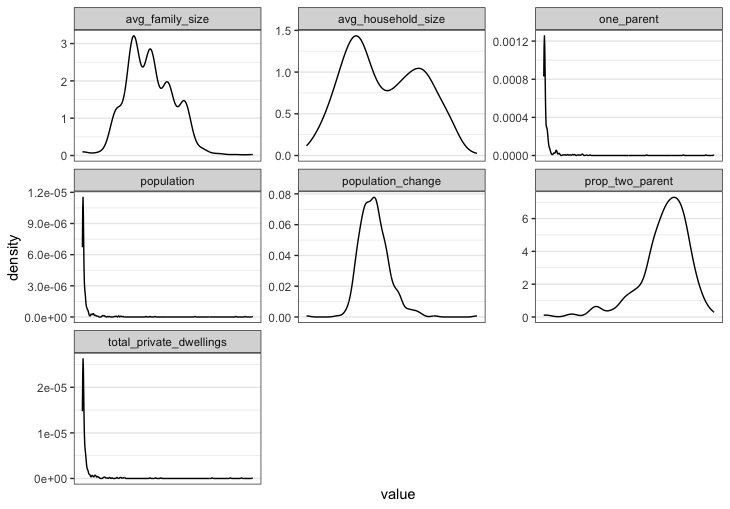 avg_family_size
avg_household_size
one_parent
3
2
1
0
1.5
1.0
0.5
0.0
0.0012
0.0008
0.0004
0.0000
population
population_change
prop_two_parent
1.2e-05
9.0e-06
6.0e-06
3.0e-06
0.0e+00
0.08
0.06
0.04
0.02
0.00
6
4
2
0
density
total_private_dwellings
2e-05
1e-05
0e+00
value